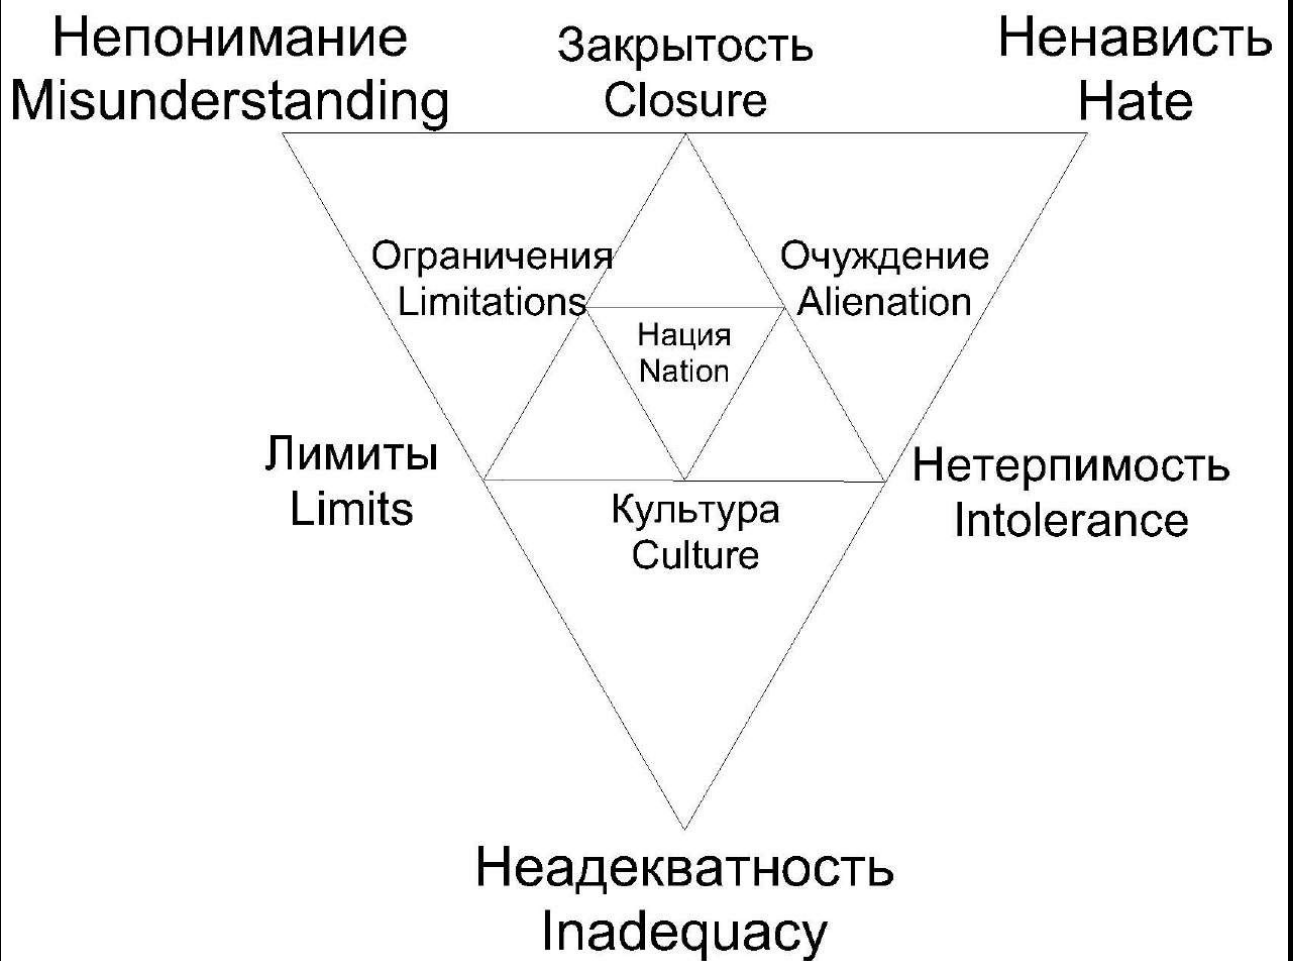 Непонимание
Misunderstanding
Закрытость
Closure
Ненависть
Hate
Ограничения
Limitations
Очуждение
Alienation
Нация
Nation
Лимиты
Limits
Нетерпимость
Intolerance
Культура
Culture
Неадекватность
Inadequacy